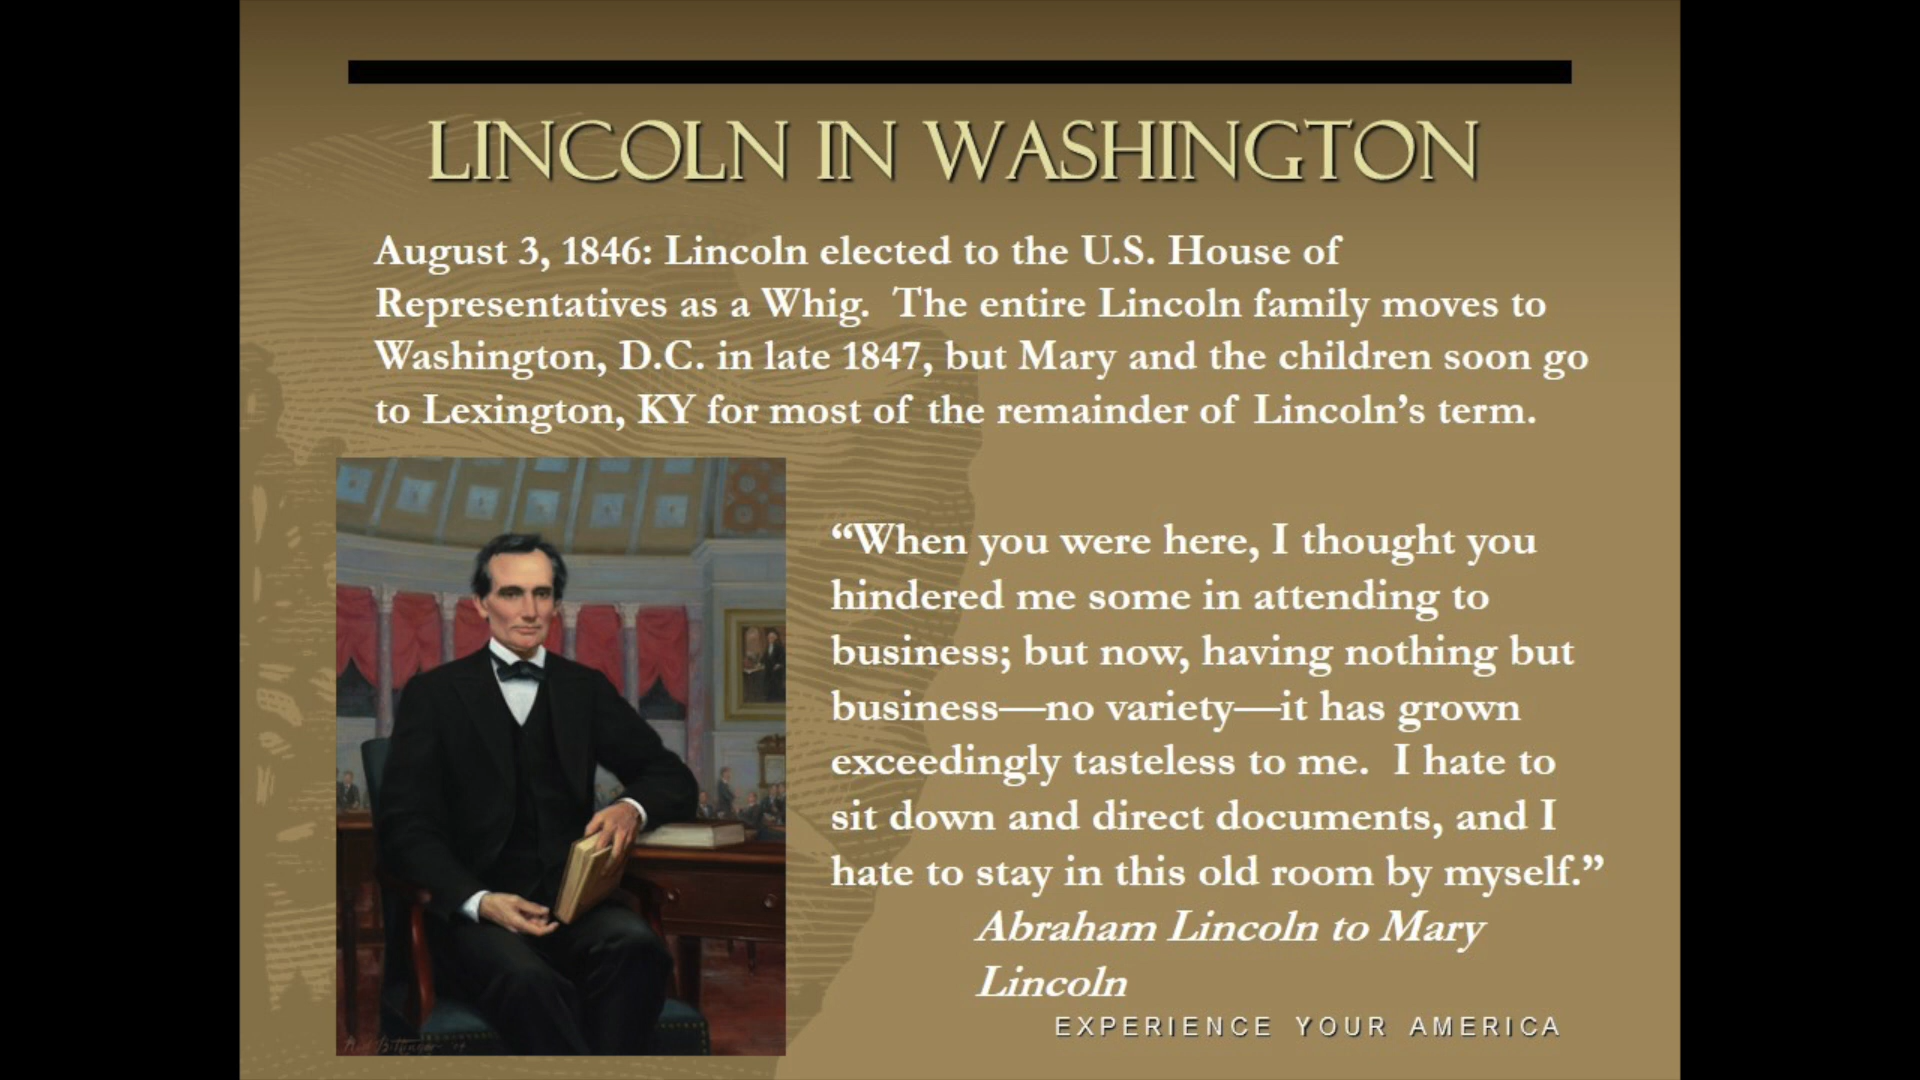 LINCOLN IN WASHINGTON
August 3, 1846: Lincoln elected to the U.S. House of
Representatives as a Whig.  The entire Lincoln family moves to
Washington, D.C. in late 1847, but Mary and the children soon go
to Lexington, KY for most of the remainder of Lincoln’s term.
“When you were here, I thought you
hindered me some in attending to
business; but now, having nothing but
business—no variety—it has grown
exceedingly tasteless to me.  I hate to
sit down and direct documents, and I
hate to stay in this old room by myself.”
Abraham Lincoln to Mary
Lincoln
EXPERIENCE YOUR AMERICA